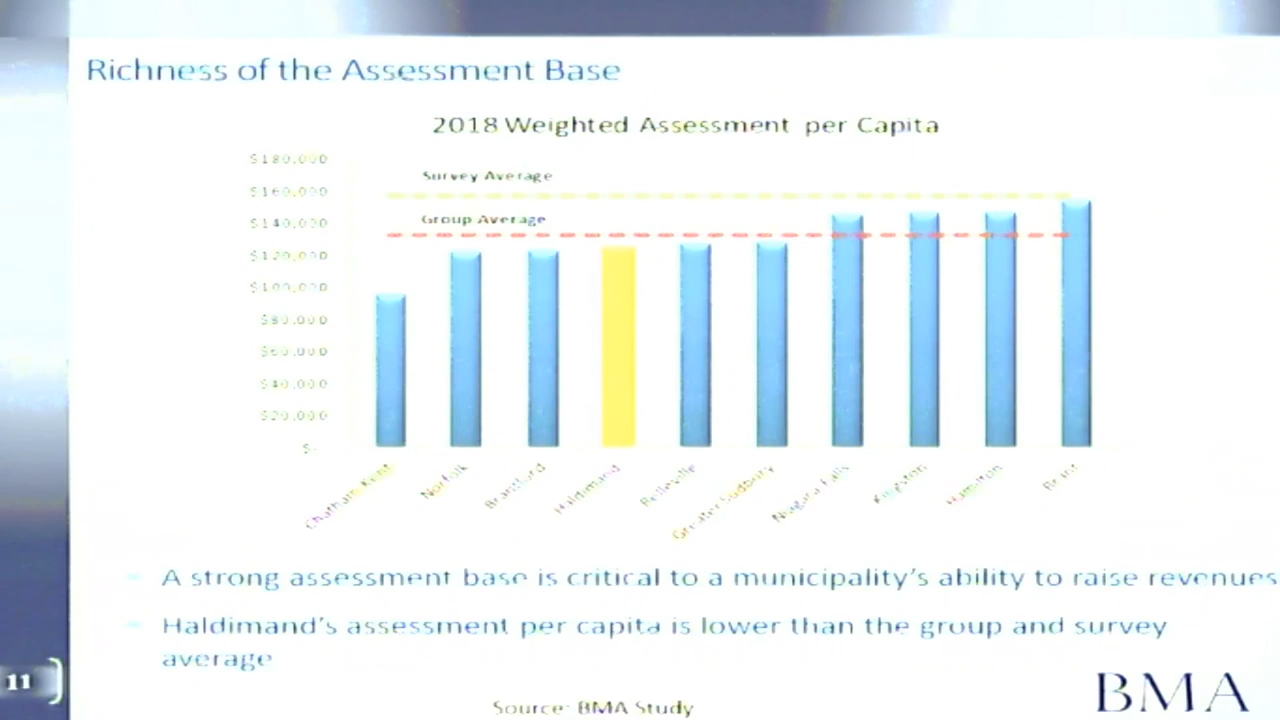 Richness of the Assessment Base
2018 Weighted Assessment per Capita
$180,000
Survey Average
$160,000
Group Average
$140,000
$120,000
$100,000
$80,000
$60,000
$40,000
$20,000
$-
Chatham-Kent
Norfolk
Brantford
Haldimand
Belleville
Greater Sudbury
Niagara Falls
Kingston
Hamilton
Brant
A strong assessment base is critical to a municipality's ability to raise revenues
Haldimand's assessment per capita is lower than the group and survey
average
11
Source: BMA Study
BMA